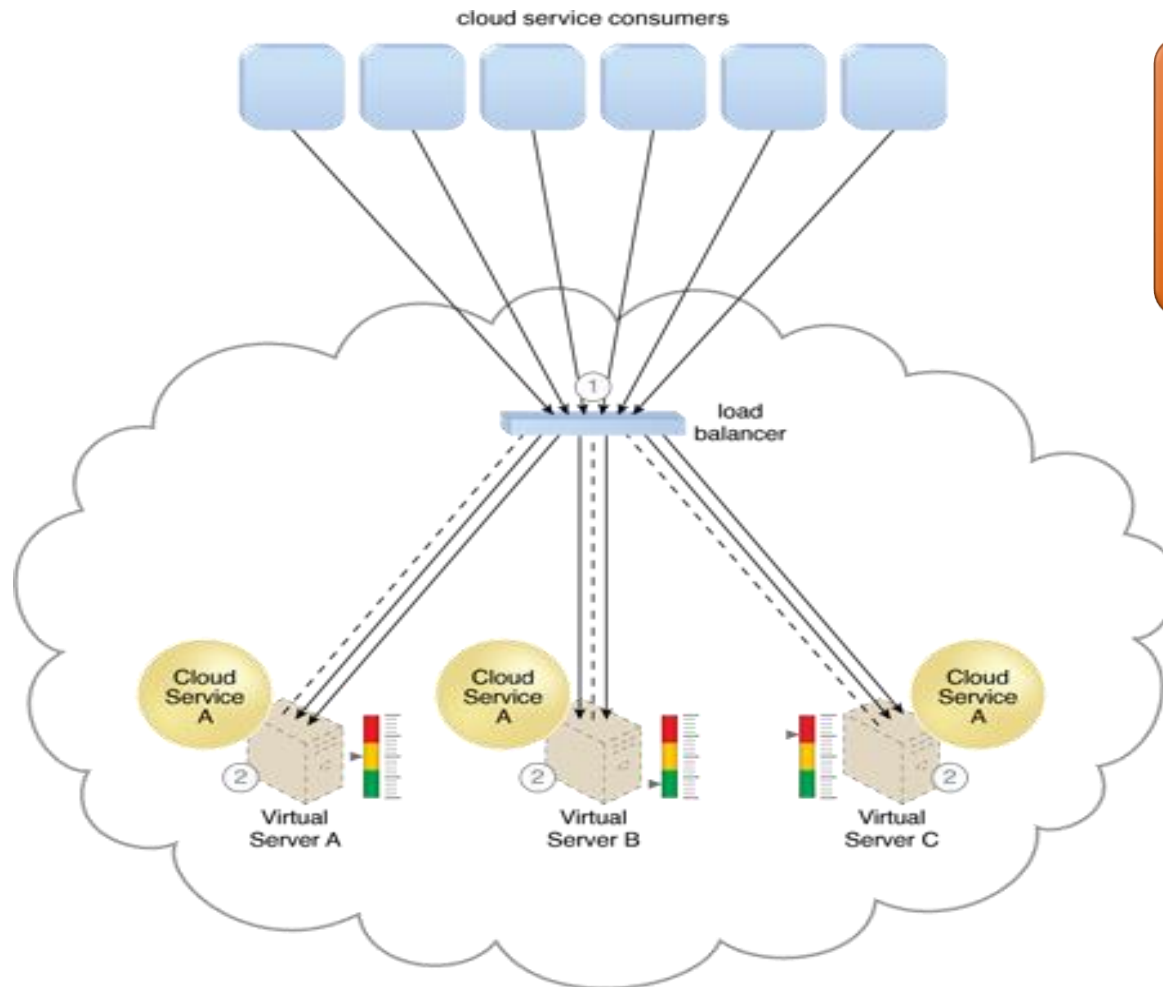 cloud service consumers
1
load
balancer
Cloud
Service
A
Cloud
Service
A
Cloud
Service
A
2
2
2
Virtual
Server A
Virtual
Server B
Virtual
Server C